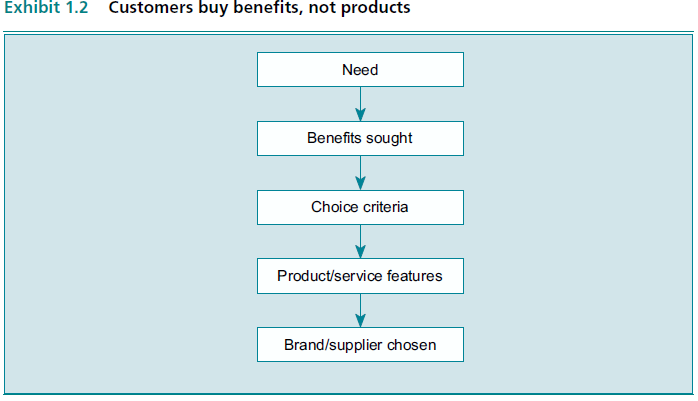 Exhibit 1.2 Customers buy benefits, not products
Need
Benefits sought
Choice criteria
Product/service features
Brand/supplier chosen